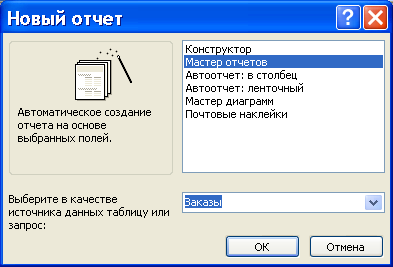 Новый отчет
Конструктор
Мастер отчетов
Автоотчет: в столбец
Автоотчет: ленточный
Мастер диаграмм
Почтовые наклейки
Автоматическое создание
отчета на основе
выбранных полей.
Выберите в качестве
источника данных таблицу или
запрос:
Заказы
ОК
Отмена